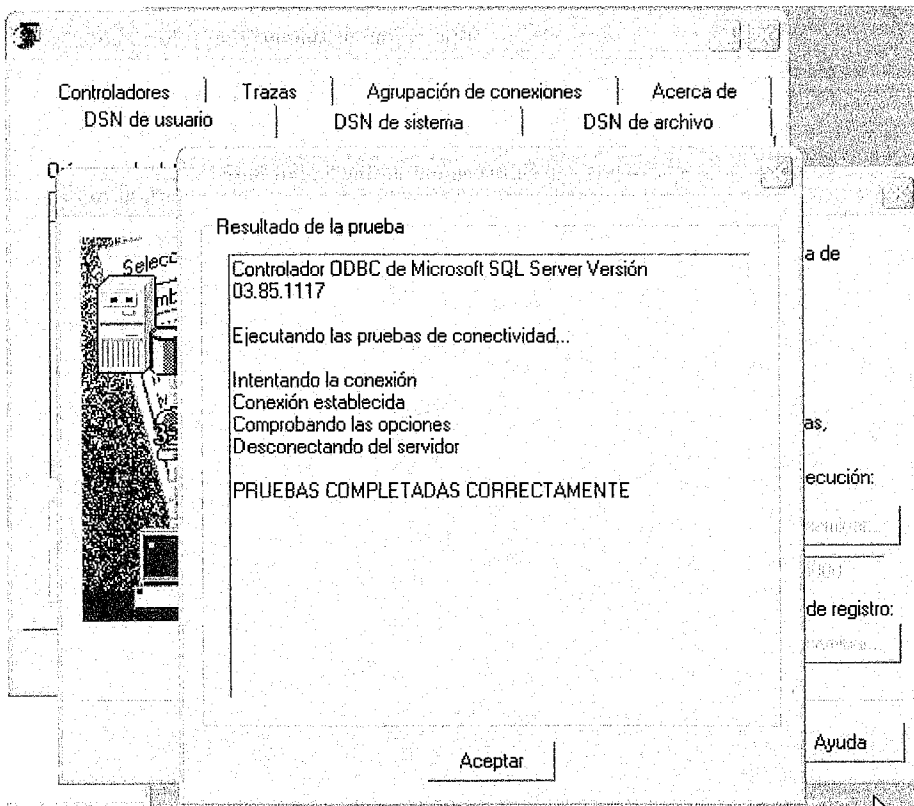 Controladores
Trazas
Agrupación de conexiones
Acerca de
DSN de usuario
DSN de sistema
DSN de archivo
Resultado de la prueba
Controlador ODBC de Microsoft SQL Server Versión
03.85.1117
Ejecutando las pruebas de conectividad...
Intentando la conexión
Conexión establecida
Comprobando las opciones
Desconectando del servidor
PRUEBAS COMPLETADAS CORRECTAMENTE
Aceptar
a de
as,
ecución:
de registro:
Ayuda